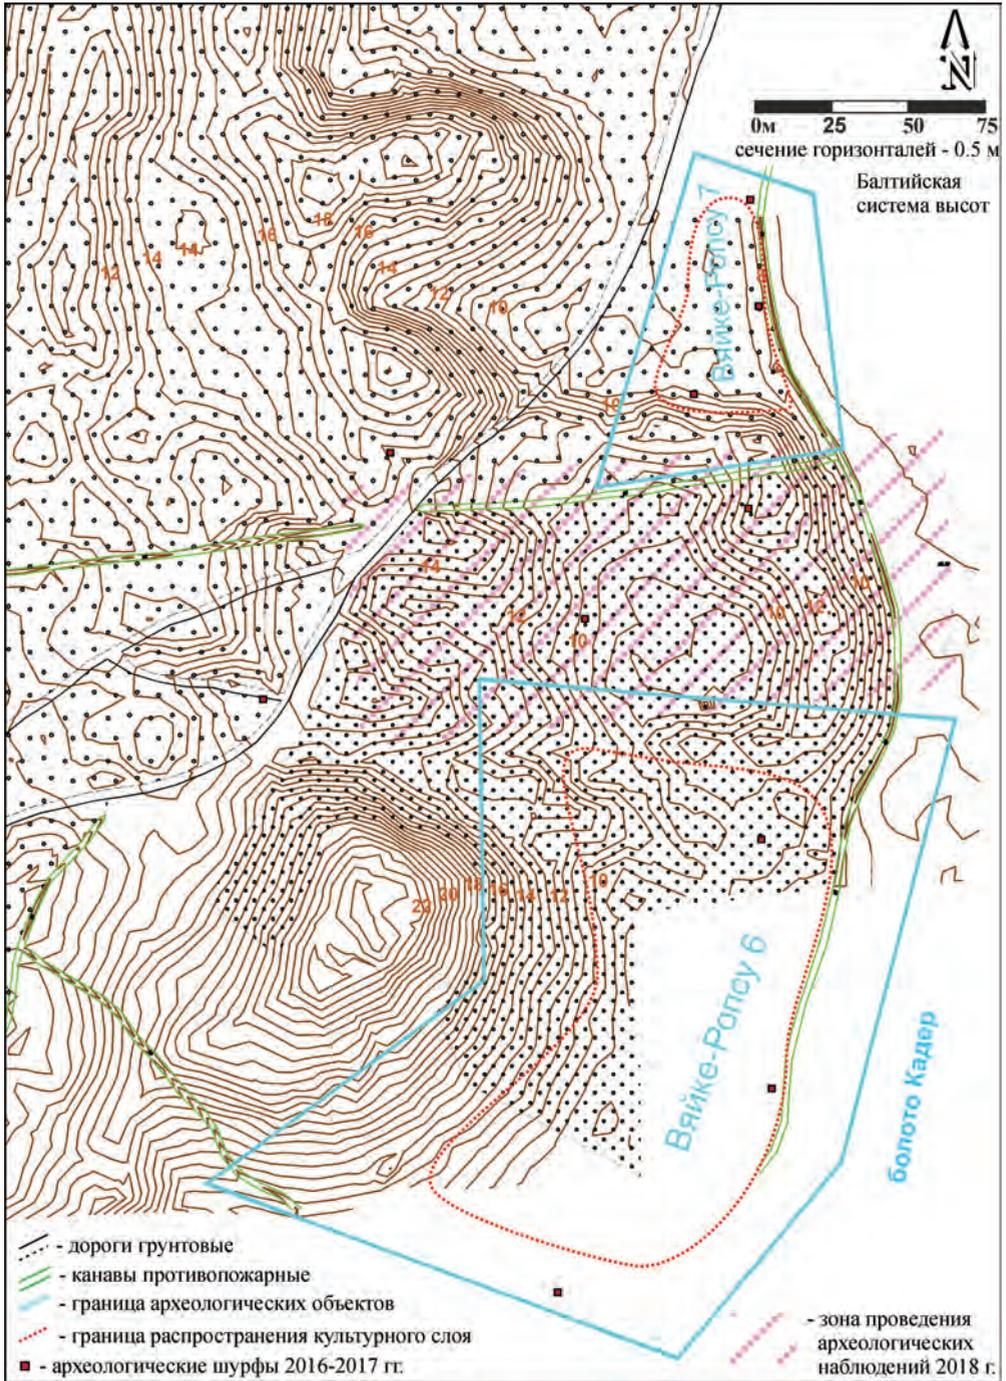 N
0м 25 50 75
сечение горизонталей - 0.5 м
Балтийская
система высот
Вяйке-Ропсу 7
18
16 16
14 14
14
12
12
10
10
14
12
10
10
12
10
22 20 18 16 14 12 10
Вяйке-Ропсу 6
болото Кадер
- дороги грунтовые
- канавы противопожарные
- граница археологических объектов
- граница распространения культурного слоя
- археологические шурфы 2016-2017 гг.
- зона проведения
археологических
наблюдений 2018 г.